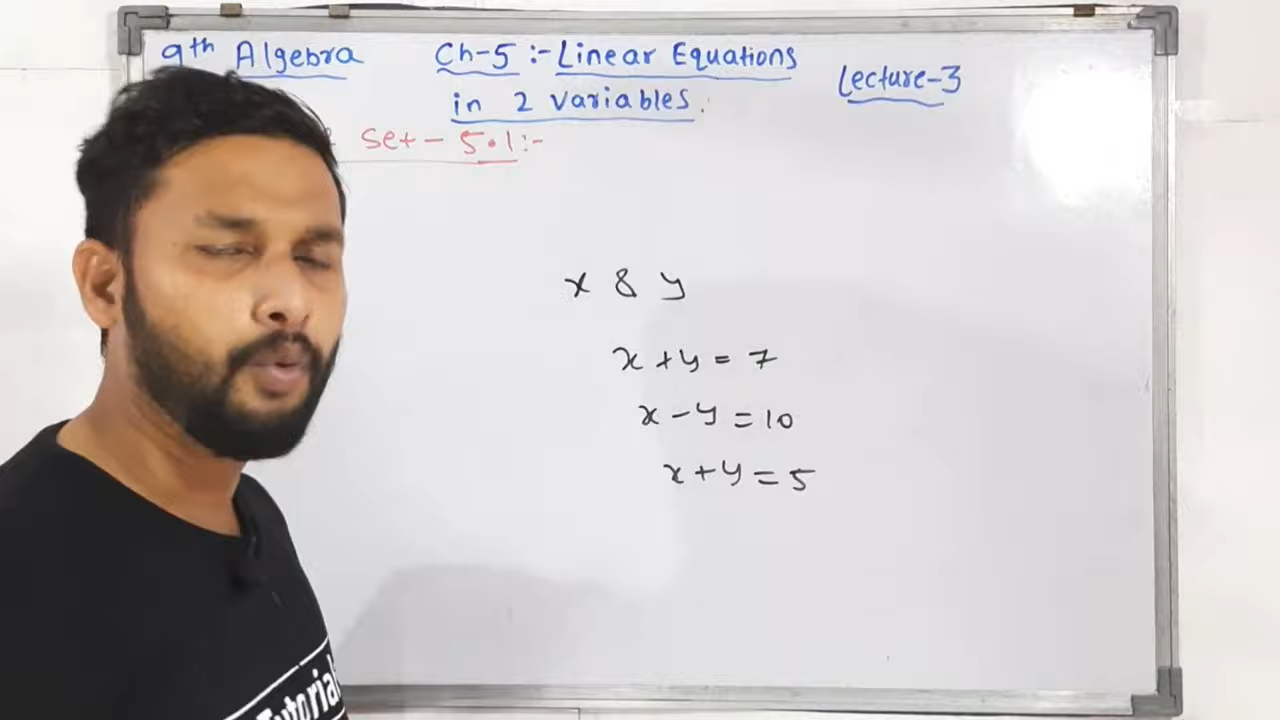 9th Algebra Ch-5 :- Linear Equations
in 2 variables.
Lecture-3
Set - 5.1 :-
x & y
x + y = 7
x - y = 10
x + y = 5